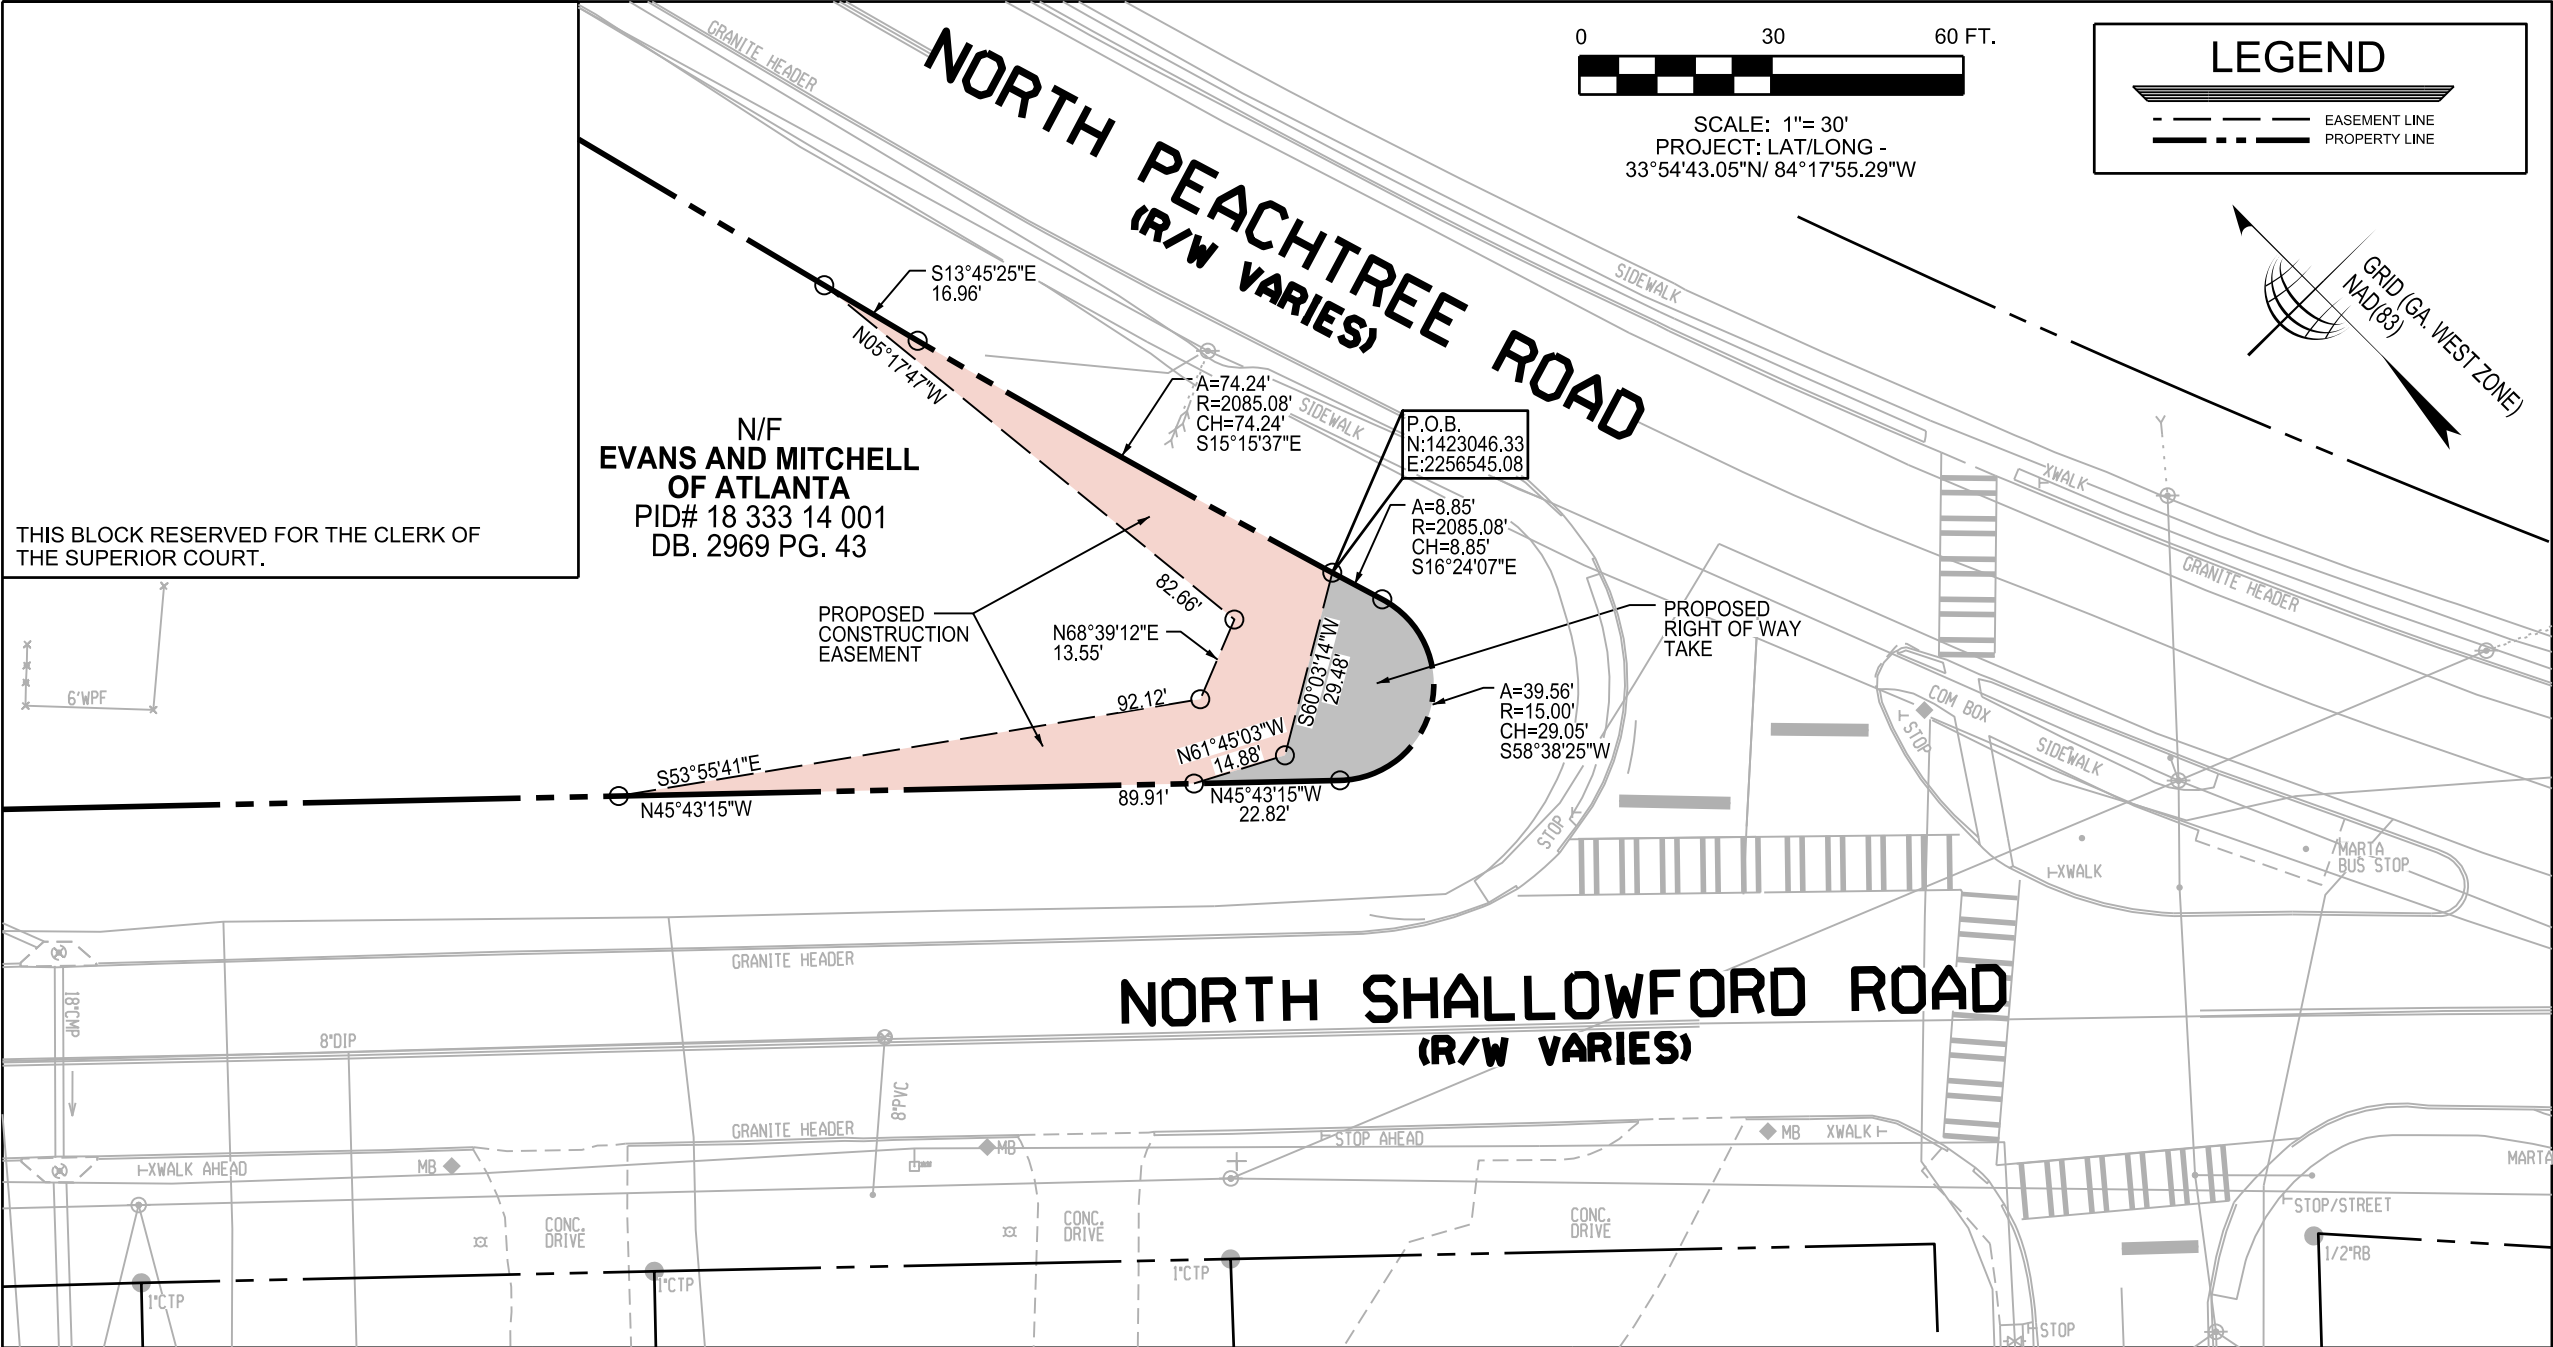 THIS BLOCK RESERVED FOR THE CLERK OF
THE SUPERIOR COURT.
GRANITE HEADER
NORTH PEACHTREE ROAD
(R/W VARIES)
0 30 60 FT.
SCALE: 1"= 30'
PROJECT: LAT/LONG -
33°54'43.05"N/ 84°17'55.29"W
LEGEND
EASEMENT LINE
PROPERTY LINE
GRID (GA. WEST ZONE)
NAD(83)
SIDEWALK
S13°45'25"E
16.96'
N05°17'47"W
82.66'
A=74.24'
R=2085.08'
CH=74.24'
S15°15'37"E
SIDEWALK
P.O.B.
N:1423046.33
E:2256545.08
A=8.85'
R=2085.08'
CH=8.85'
S16°24'07"E
N/F
EVANS AND MITCHELL
OF ATLANTA
PID# 18 333 14 001
DB. 2969 PG. 43
PROPOSED
CONSTRUCTION
EASEMENT
N68°39'12"E
13.55'
PROPOSED
RIGHT OF WAY
TAKE
S60°03'14"W
29.48'
A=39.56'
R=15.00'
CH=29.05'
S58°38'25"W
92.12'
S53°55'41"E
N61°45'03"W
14.88'
N45°43'15"W
89.91'
N45°43'15"W
22.82'
6'WPF
Y
XWALK
GRANITE HEADER
COM BOX
STOP
SIDEWALK
STOP
XWALK
MARTA
BUS STOP
GRANITE HEADER
NORTH SHALLOWFORD ROAD
(R/W VARIES)
18"CMP
8"DIP
8"PVC
GRANITE HEADER
XWALK AHEAD
MB
MB
STOP AHEAD
MB
XWALK
MARTA
CONC.
DRIVE
CONC.
DRIVE
CONC.
DRIVE
STOP/STREET
1/2"RB
1"CTP
1"CTP
1"CTP
STOP